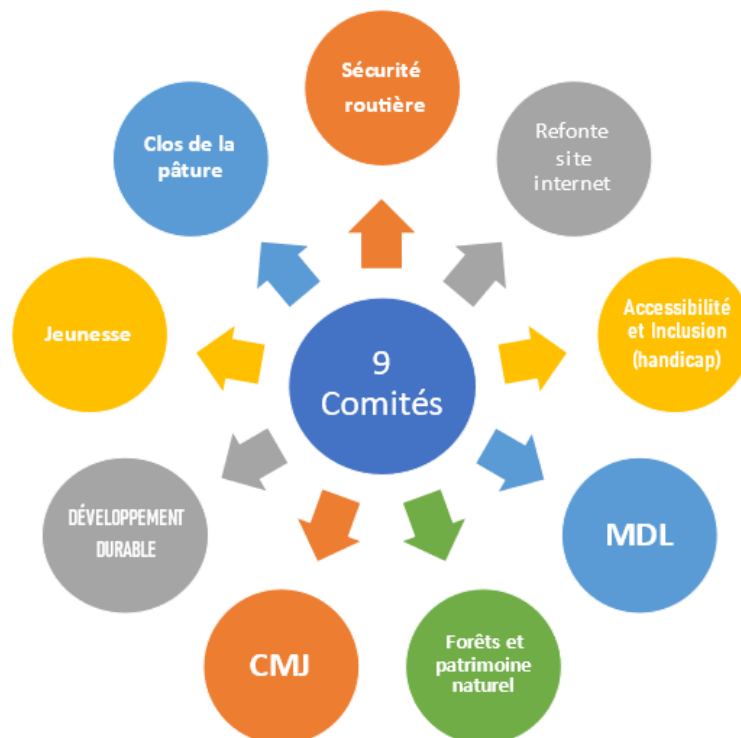 Sécurité
routière
Refonte
site
internet
Accessibilité
et Inclusion
(handicap)
MDL
Forêts et
patrimoine
naturel
CMJ
DÉVELOPPEMENT
DURABLE
Jeunesse
Clos de la
pâture
9
Comités